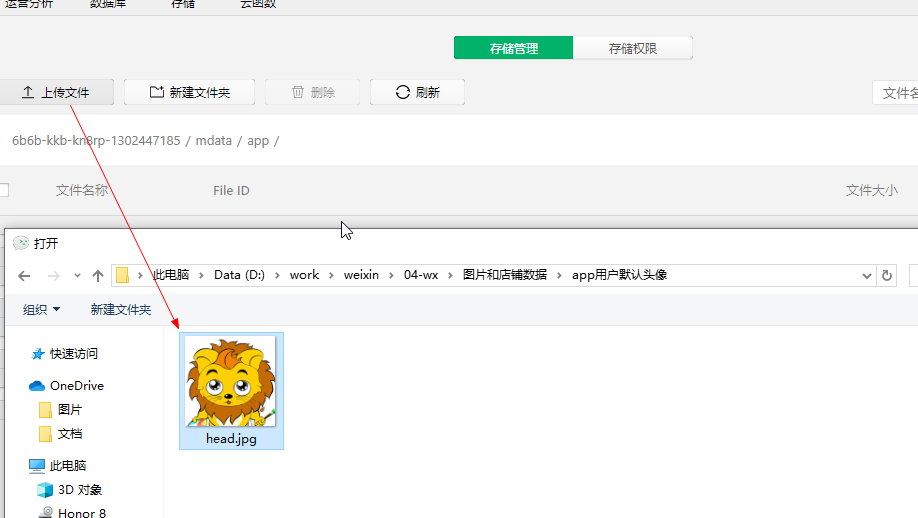 运营分析 数据库 存储 云函数
存储管理 存储权限
上传文件 新建文件夹 删除 刷新 文件名
6b6b-kkb-kn8rp-1302447185 / mdata / app /
文件名称 File ID 文件大小
打开
此电脑 > Data (D:) > work > weixin > 04-wx > 图片和店铺数据 > app用户默认头像
组织 新建文件夹
快速访问
OneDrive
图片
文档
此电脑
3D 对象
Honor 8
head.jpg